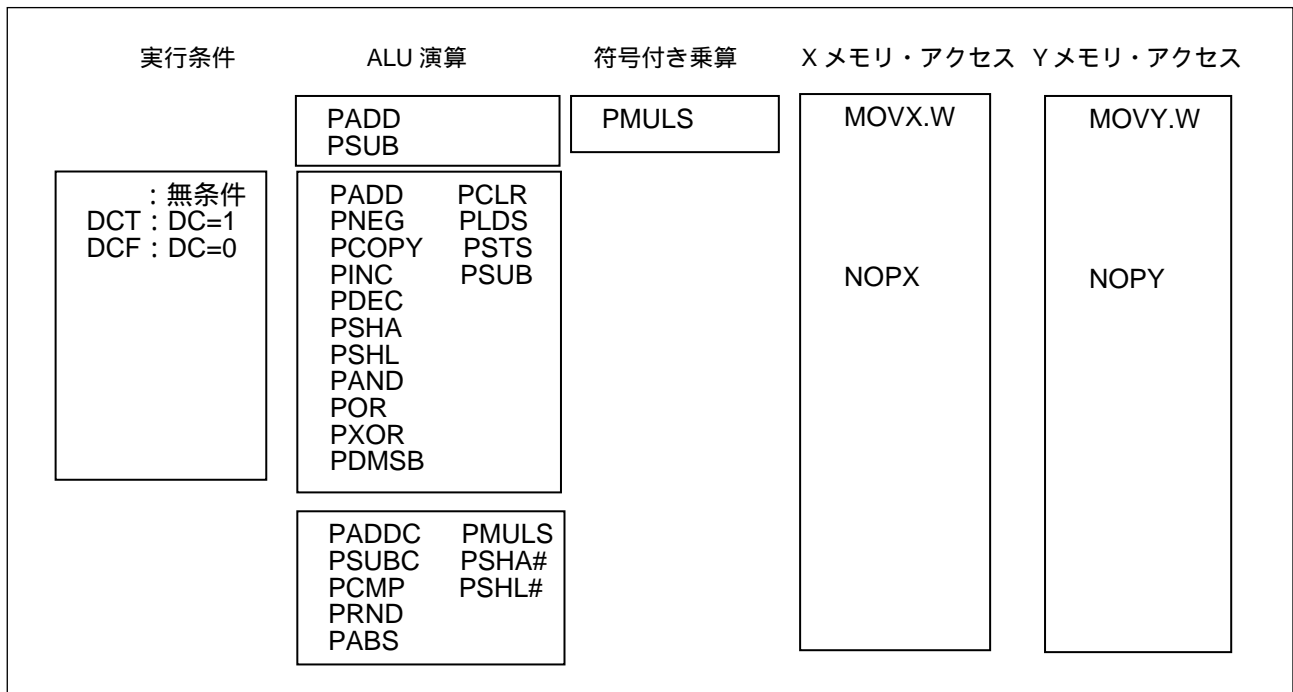 実行条件 ALU 演算 符号付き乗算 X メモリ・アクセス Y メモリ・アクセス
PADD PMULS MOVX.W MOVY.W
PSUB
：無条件 PADD PCLR
DCT：DC=1 PNEG PLDS
DCF：DC=0 PCOPY PSTS
PINC PSUB NOPX NOPY
PDEC
PSHA
PSHL
PAND
POR
PXOR
PDMSB
PADDC PMULS
PSUBC PSHA#
PCMP PSHL#
PRND
PABS